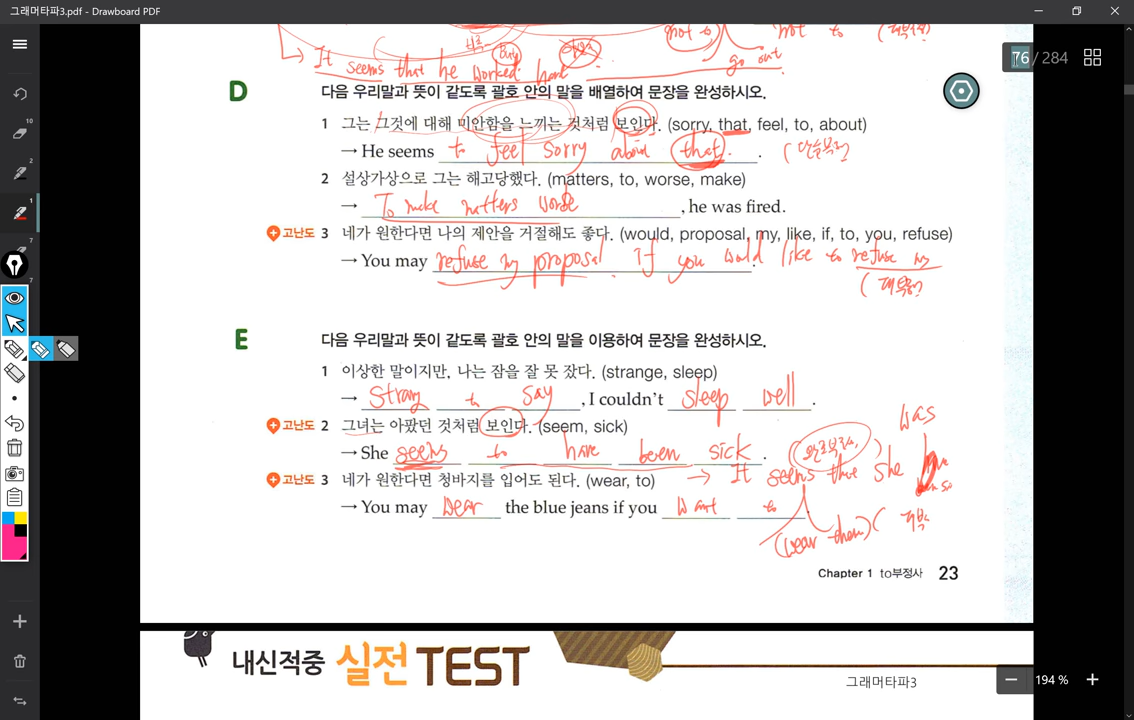 그래머타파3.pdf - Drawboard PDF
76 / 284
not to
not to
go out
It seems that he worked hard
D 다음 우리말과 뜻이 같도록 괄호 안의 말을 배열하여 문장을 완성하시오.
1 그는 그것에 대해 미안함을 느끼는 것처럼 보인다. (sorry, that, feel, to, about)
→ He seems to feel sorry about that.
2 설상가상으로 그는 해고당했다. (matters, to, worse, make)
→ To make matters worse, he was fired.
+고난도 3 네가 원한다면 나의 제안을 거절해도 좋다. (would, proposal, my, like, if, to, you, refuse)
→ You may refuse my proposal if you would like to refuse my
E 다음 우리말과 뜻이 같도록 괄호 안의 말을 이용하여 문장을 완성하시오.
1 이상한 말이지만, 나는 잠을 잘 못 잤다. (strange, sleep)
→ Strang to say, I couldn't sleep well.
was
+고난도 2 그녀는 아팠던 것처럼 보인다. (seem, sick)
→ She seems to have been sick.
→ It seems that she
+고난도 3 네가 원한다면 청바지를 입어도 된다. (wear, to)
→ You may wear the blue jeans if you want to.
(wear them)
Chapter 1 to부정사 23
내신적중 실전 TEST
그래머타파3
194 %